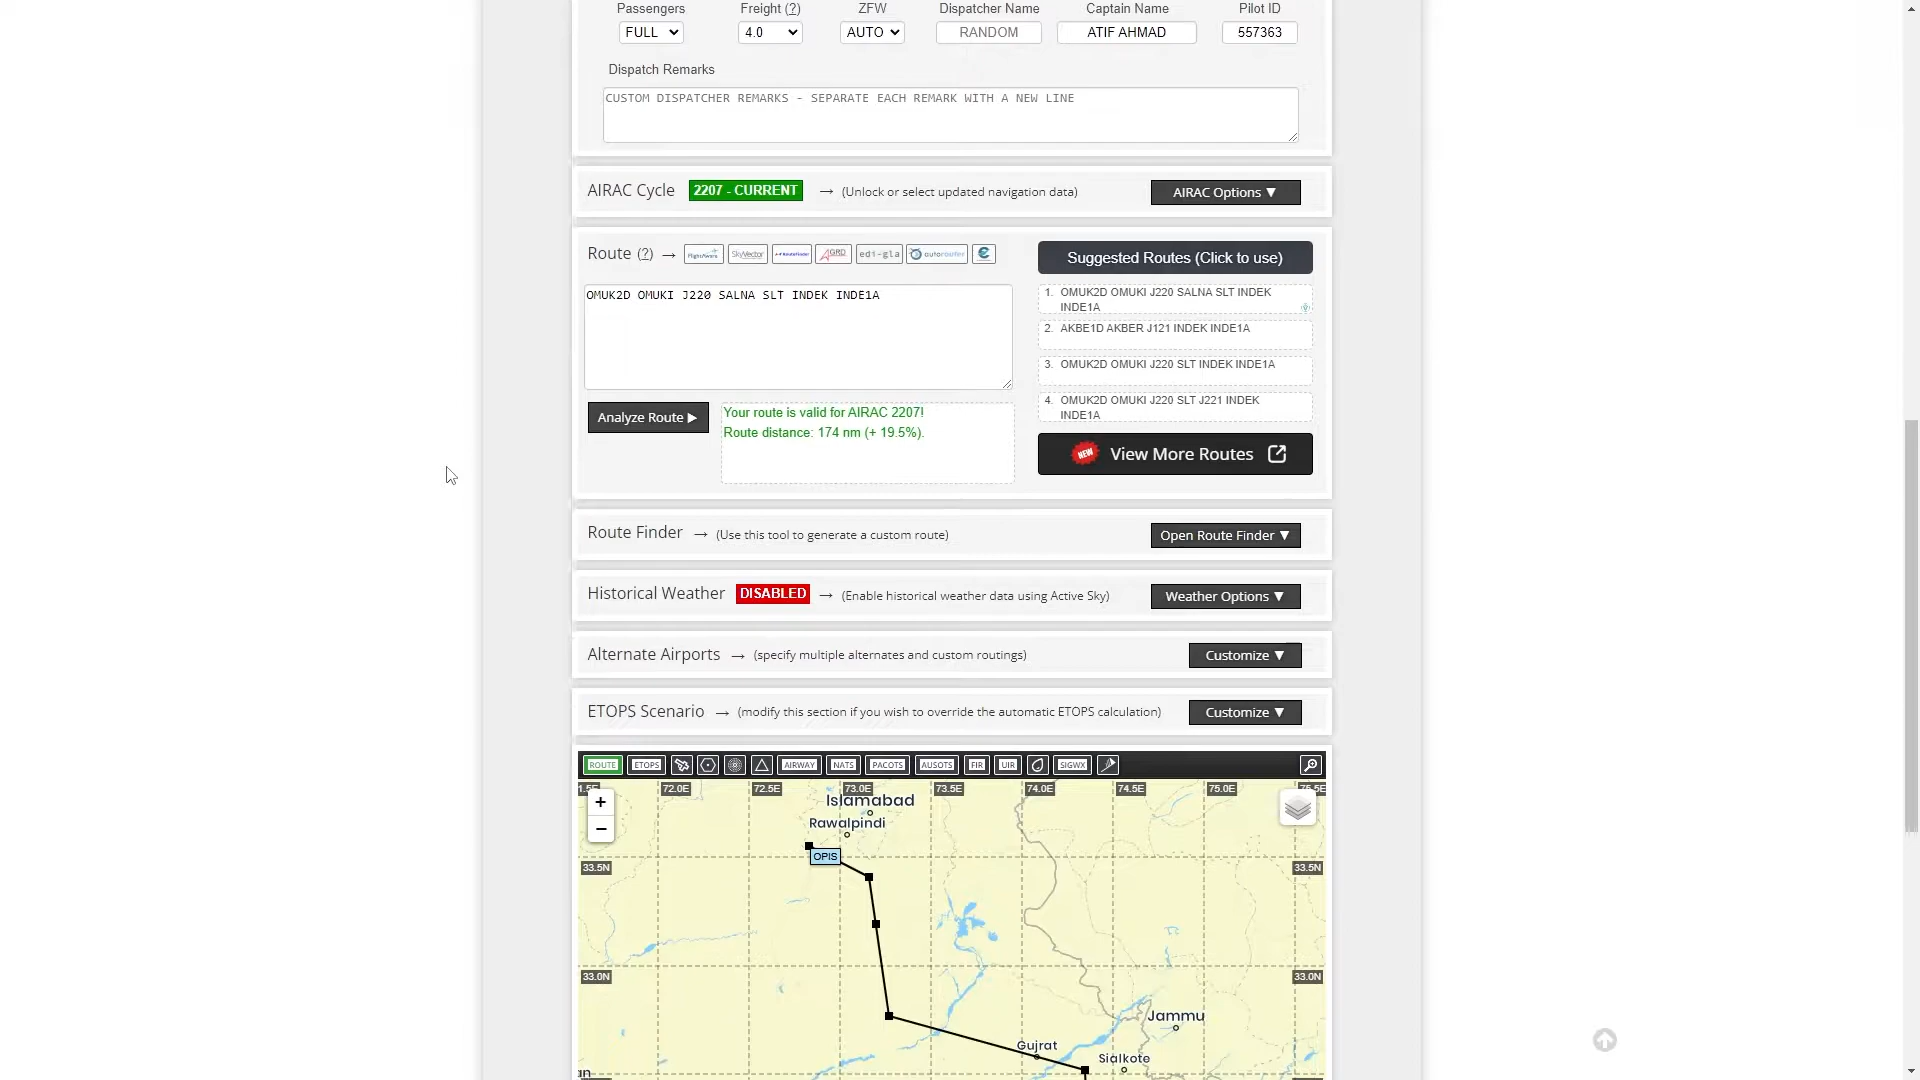 Passengers Freight (?) ZFW Dispatcher Name Captain Name Pilot ID
FULL 4.0 AUTO RANDOM ATIF AHMAD 557363
Dispatch Remarks
CUSTOM DISPATCHER REMARKS - SEPARATE EACH REMARK WITH A NEW LINE
AIRAC Cycle 2207 - CURRENT → (Unlock or select updated navigation data) AIRAC Options ▼
Route (?) → FlightAware SkyVector RouteFinder GRD edi-gla autorouter
OMUK2D OMUKI J220 SALNA SLT INDEK INDE1A
Analyze Route ▶
Your route is valid for AIRAC 2207!
Route distance: 174 nm (+ 19.5%).
Suggested Routes (Click to use)
1. OMUK2D OMUKI J220 SALNA SLT INDEK
INDE1A
2. AKBE1D AKBER J121 INDEK INDE1A
3. OMUK2D OMUKI J220 SLT INDEK INDE1A
4. OMUK2D OMUKI J220 SLT J221 INDEK
INDE1A
NEW View More Routes
Route Finder → (Use this tool to generate a custom route) Open Route Finder ▼
Historical Weather DISABLED → (Enable historical weather data using Active Sky) Weather Options ▼
Alternate Airports → (specify multiple alternates and custom routings) Customize ▼
ETOPS Scenario → (modify this section if you wish to override the automatic ETOPS calculation) Customize ▼
ROUTE ETOPS AIRWAY NATS PACOTS AUSOTS FIR UIR SIGWX
72.0E 72.5E 73.0E 73.5E 74.0E 74.5E 75.0E
+
−
Islamabad
Rawalpindi
OPIS
33.5N 33.5N
33.0N 33.0N
Jammu
Gujrat
Sialkote